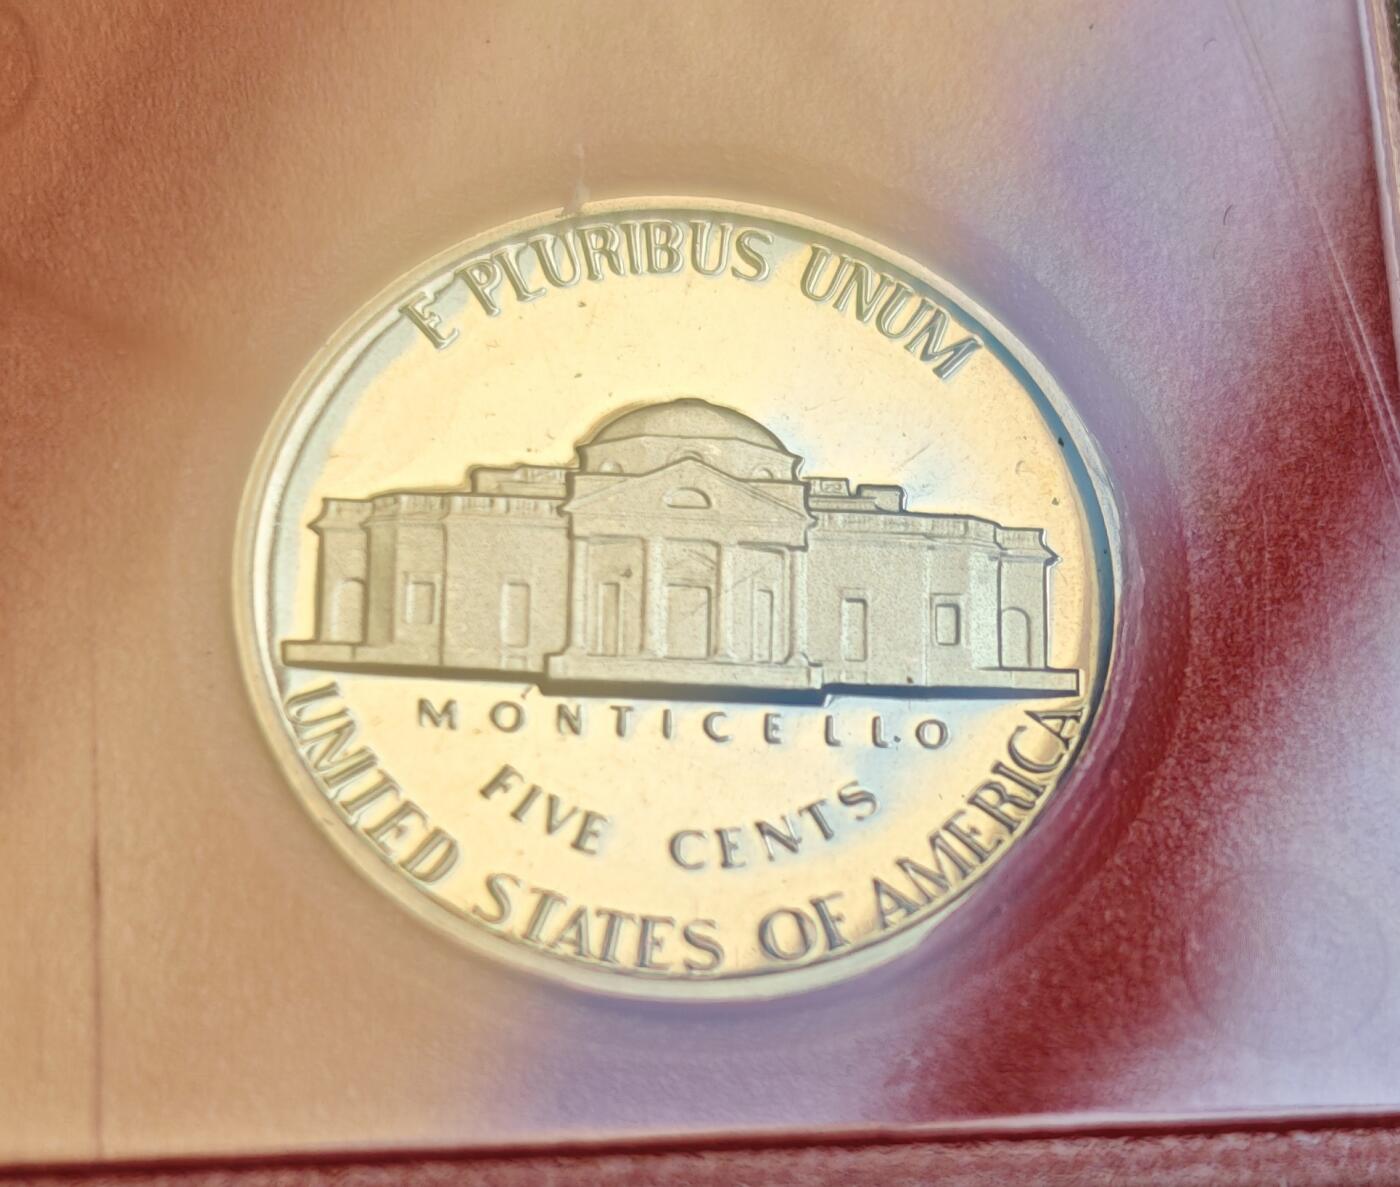 E PLURIBUS UNUM
MONTICELLO
FIVE CENTS
UNITED STATES OF AMERICA